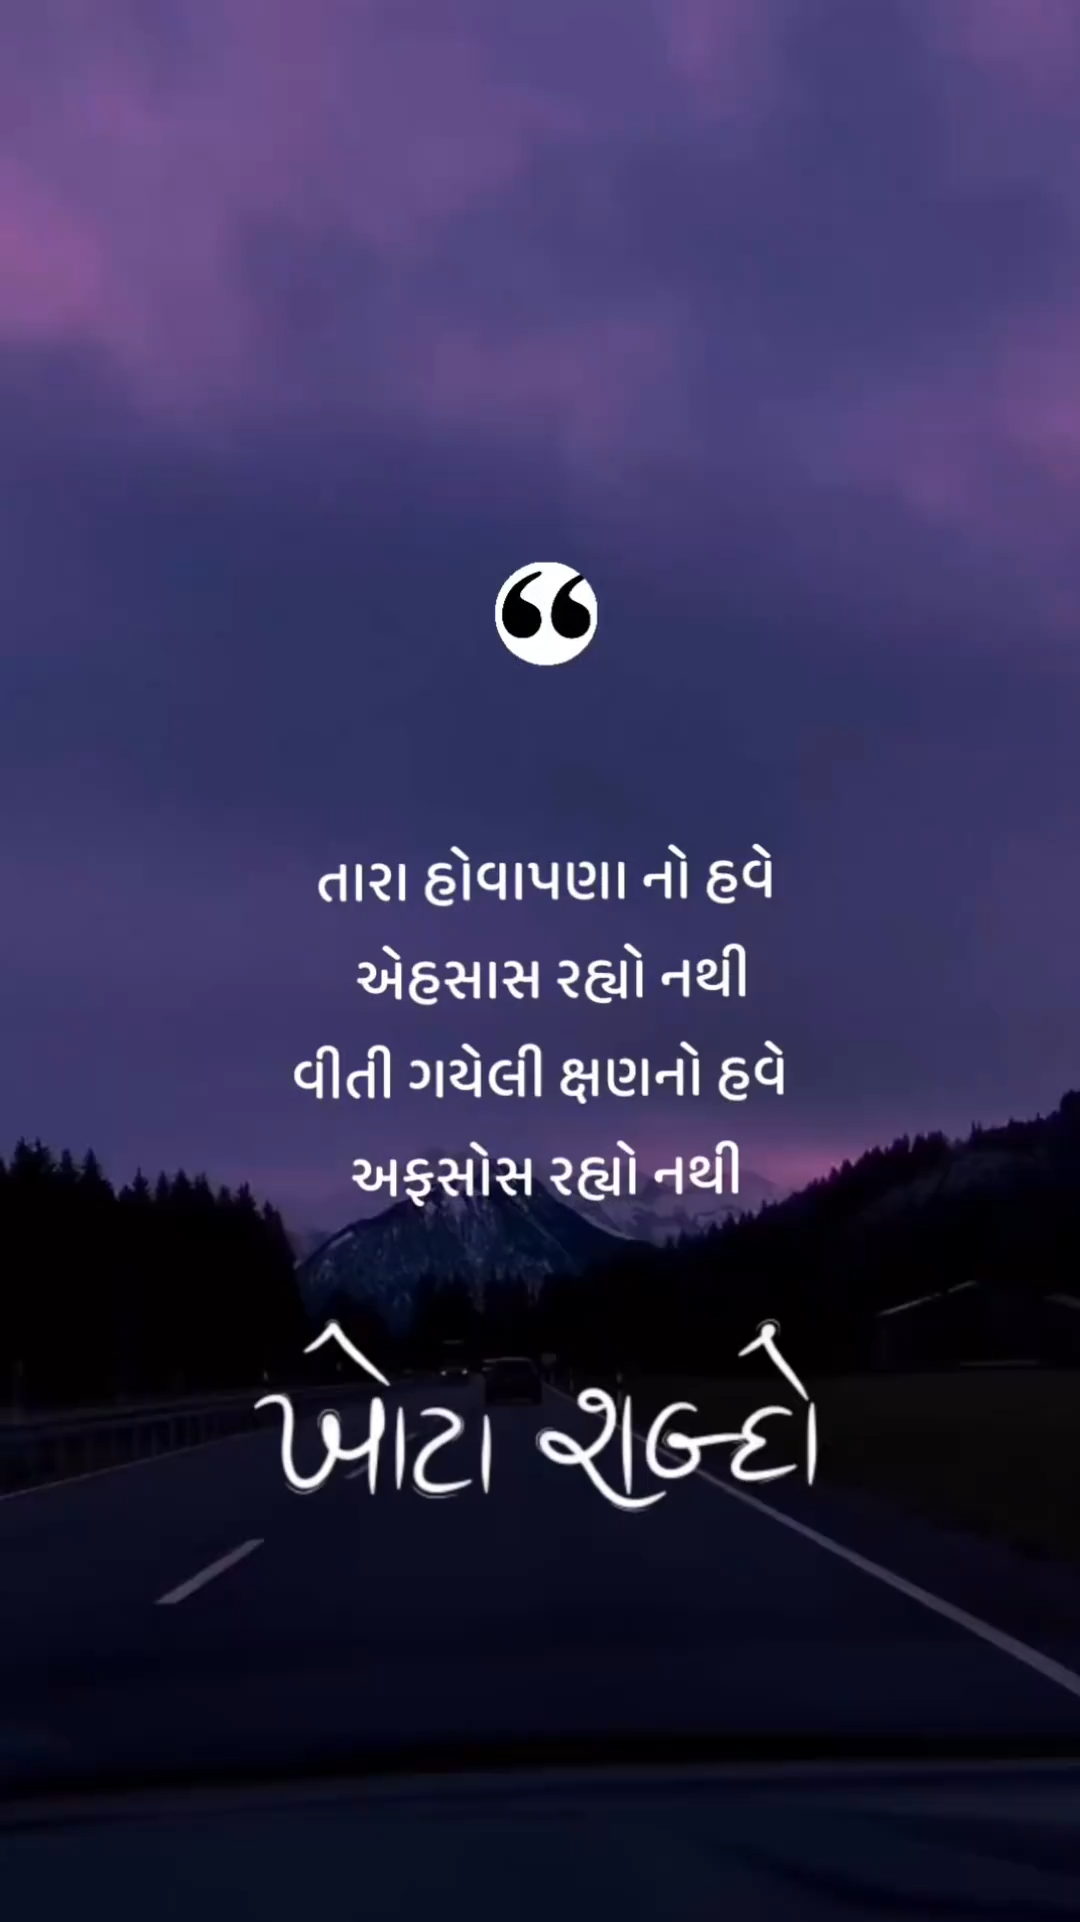 ❝
તારા હોવાપણા નો હવે
એહસાસ રહ્યો નથી
વીતી ગયેલી ક્ષણનો હવે
અફસોસ રહ્યો નથી
ખોટા શબ્દો